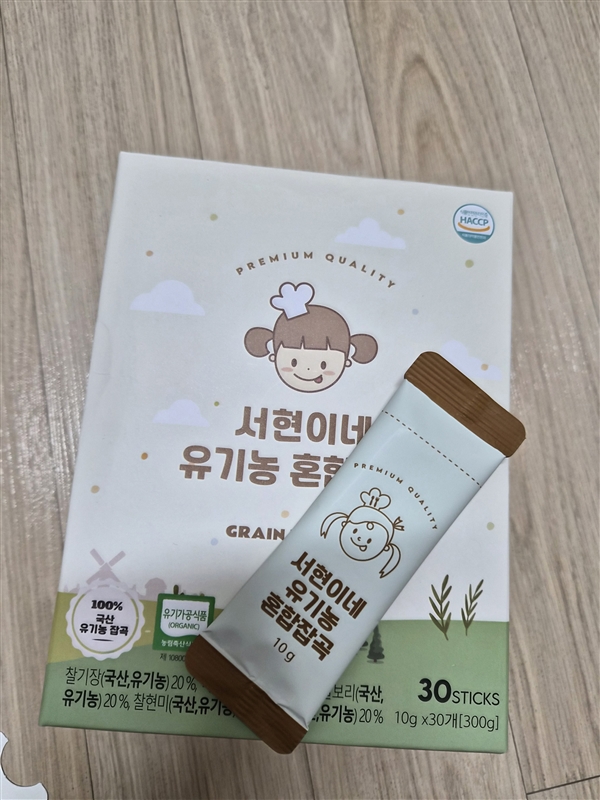 HACCP
PREMIUM QUALITY
서현이네
유기농 혼합
GRAIN
PREMIUM QUALITY
서현이네
유기농
혼합잡곡
10g
100%
국산
유기농 잡곡
유기가공식품
(ORGANIC)
찰기장(국산,유기농) 20%, 보리(국산,
유기농) 20%, 찰현미(국산,유기농) 유기농) 20%
30STICKS
10g x30개[300g]